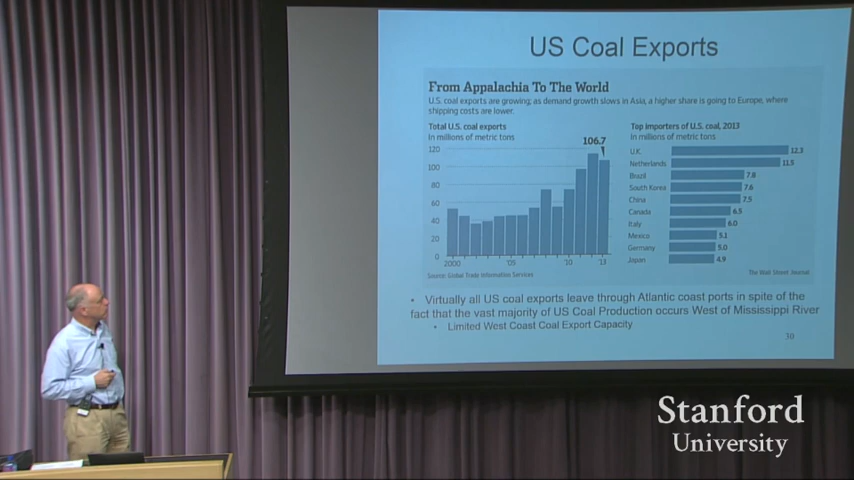 US Coal Exports
From Appalachia To The World
U.S. coal exports are growing; as demand growth slows in Asia, a higher share is going to Europe, where
shipping costs are lower.
Total U.S. coal exports
In millions of metric tons
106.7
120
100
80
60
40
20
0
2000
'05
'10
'13
Source: Global Trade Information Services
Top importers of U.S. coal, 2013
In millions of metric tons
U.K. 12.3
Netherlands 11.5
Brazil 7.8
South Korea 7.6
China 7.5
Canada 6.5
Italy 6.0
Mexico 5.1
Germany 5.0
Japan 4.9
The Wall Street Journal
• Virtually all US coal exports leave through Atlantic coast ports in spite of the
fact that the vast majority of US Coal Production occurs West of Mississippi River
• Limited West Coast Coal Export Capacity
30
Stanford
University